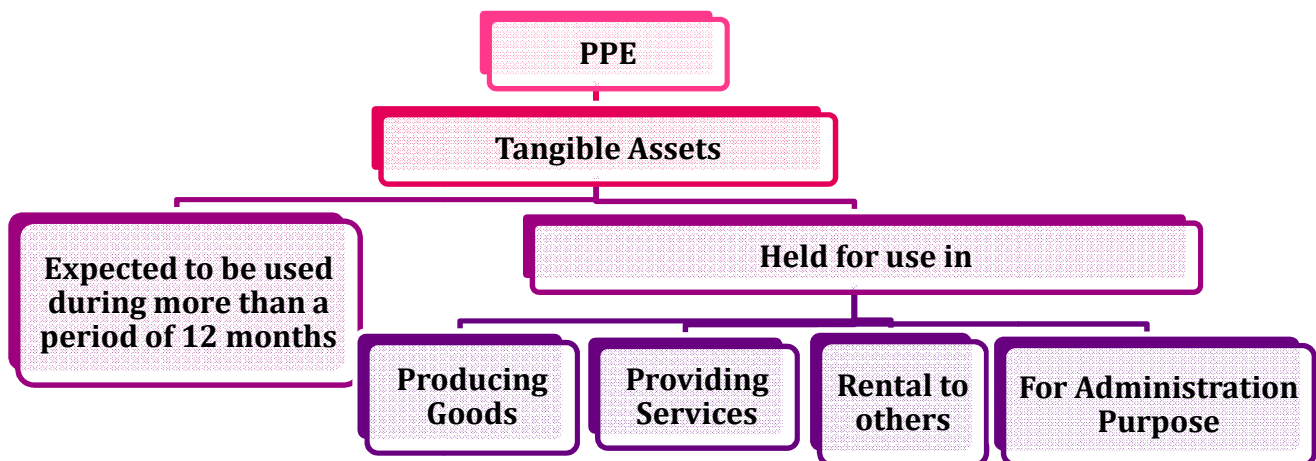 PPE
Tangible Assets
Expected to be used
during more than a
period of 12 months
Held for use in
Producing
Goods
Providing
Services
Rental to
others
For Administration
Purpose